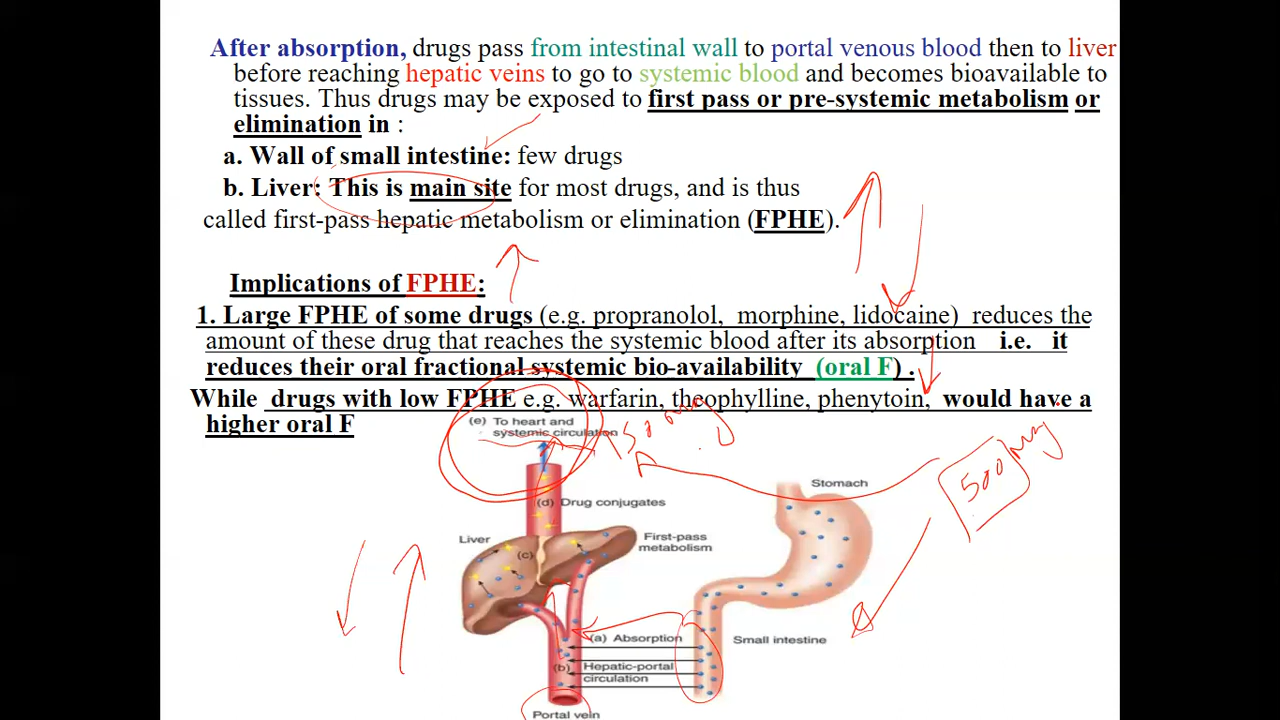 After absorption, drugs pass from intestinal wall to portal venous blood then to liver
before reaching hepatic veins to go to systemic blood and becomes bioavailable to
tissues. Thus drugs may be exposed to first pass or pre-systemic metabolism or
elimination in :
a. Wall of small intestine: few drugs
b. Liver: This is main site for most drugs, and is thus
called first-pass hepatic metabolism or elimination (FPHE).
Implications of FPHE:
1. Large FPHE of some drugs (e.g. propranolol, morphine, lidocaine) reduces the
amount of these drug that reaches the systemic blood after its absorption i.e. it
reduces their oral fractional systemic bio-availability (oral F) .
While drugs with low FPHE e.g. warfarin, theophylline, phenytoin, would have a
higher oral F
(e) To heart and
systemic circulation
500 mg
Stomach
(d) Drug conjugates
Liver
First-pass
metabolism
(c)
(a) Absorption
Small intestine
(b) Hepatic-portal
circulation
Portal vein